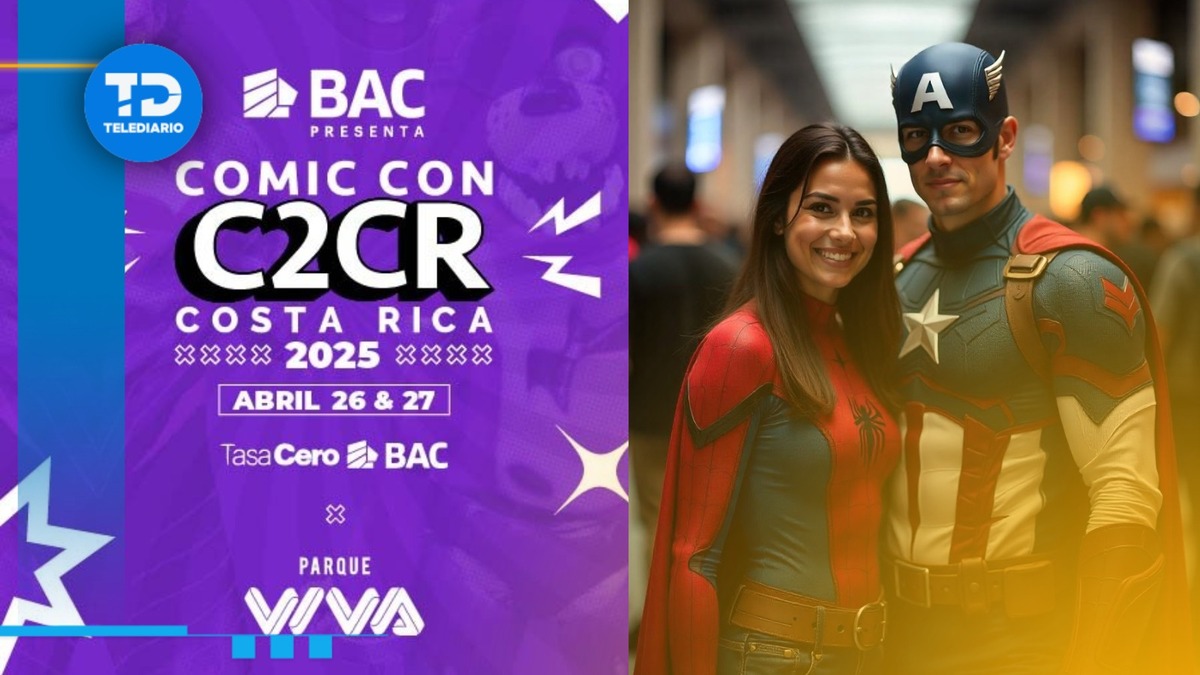 TD
TELEDIARIO
BAC
PRESENTA
COMIC CON
C2CR
COSTA RICA
2025
ABRIL 26 & 27
TasaCero BAC
PARQUE
VIVA
A